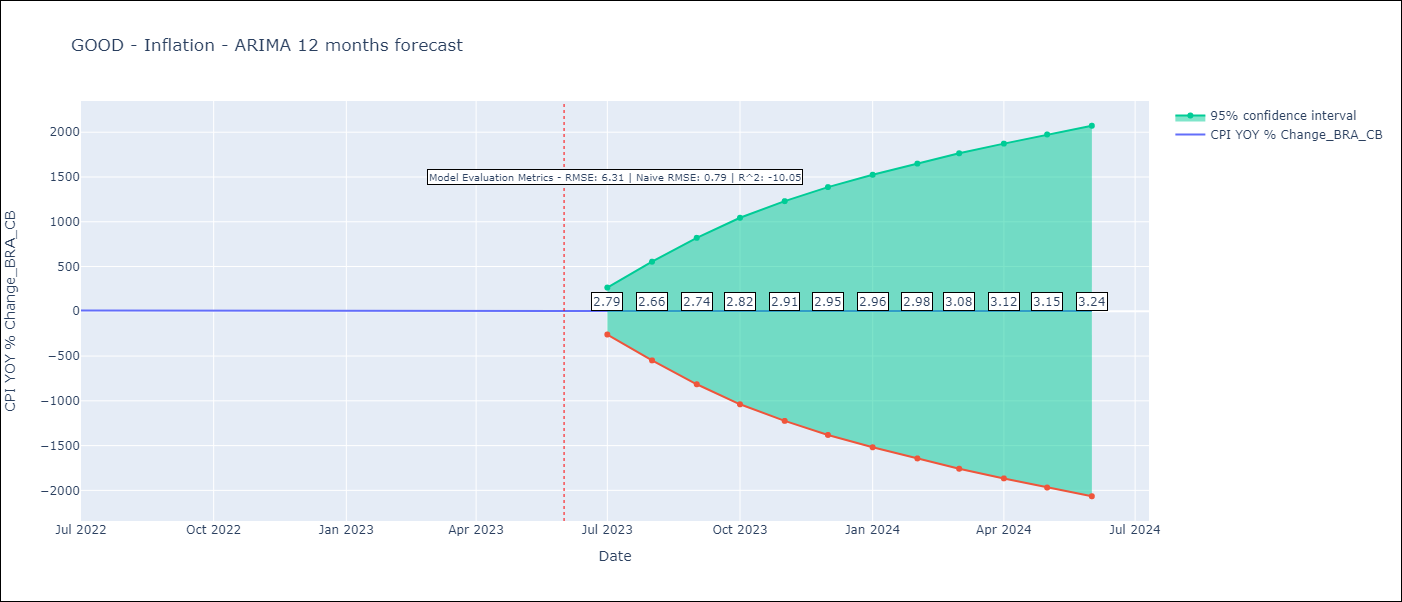 GOOD - Inflation - ARIMA 12 months forecast
95% confidence interval
CPI YOY % Change_BRA_CB
CPI YOY % Change_BRA_CB
2000
1500
1000
500
0
−500
−1000
−1500
−2000
Model Evaluation Metrics - RMSE: 6.31 | Naive RMSE: 0.79 | R^2: -10.05
2.79 2.66 2.74 2.82 2.91 2.95 2.96 2.98 3.08 3.12 3.15 3.24
Jul 2022 Oct 2022 Jan 2023 Apr 2023 Jul 2023 Oct 2023 Jan 2024 Apr 2024 Jul 2024
Date